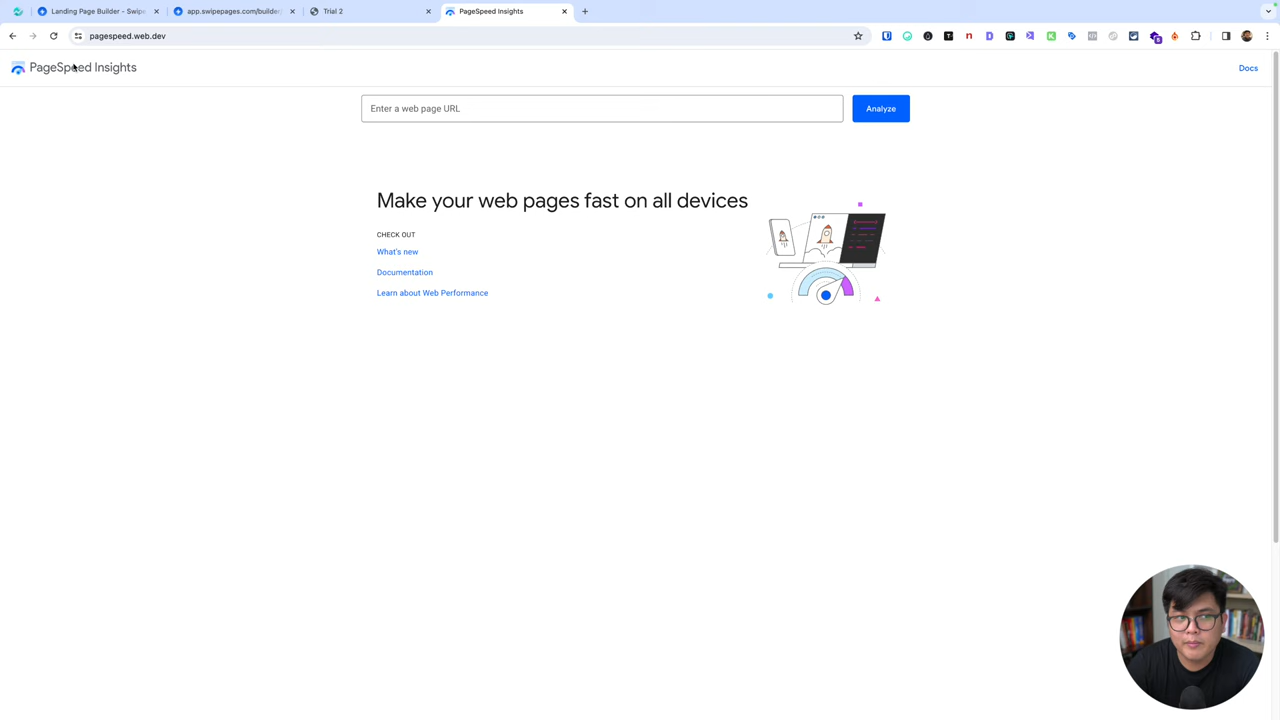 Landing Page Builder - Swipe
app.swipepages.com/builder/
Trial 2
PageSpeed Insights
pagespeed.web.dev
PageSpeed Insights
Docs
Enter a web page URL
Analyze
Make your web pages fast on all devices
CHECK OUT
What's new
Documentation
Learn about Web Performance